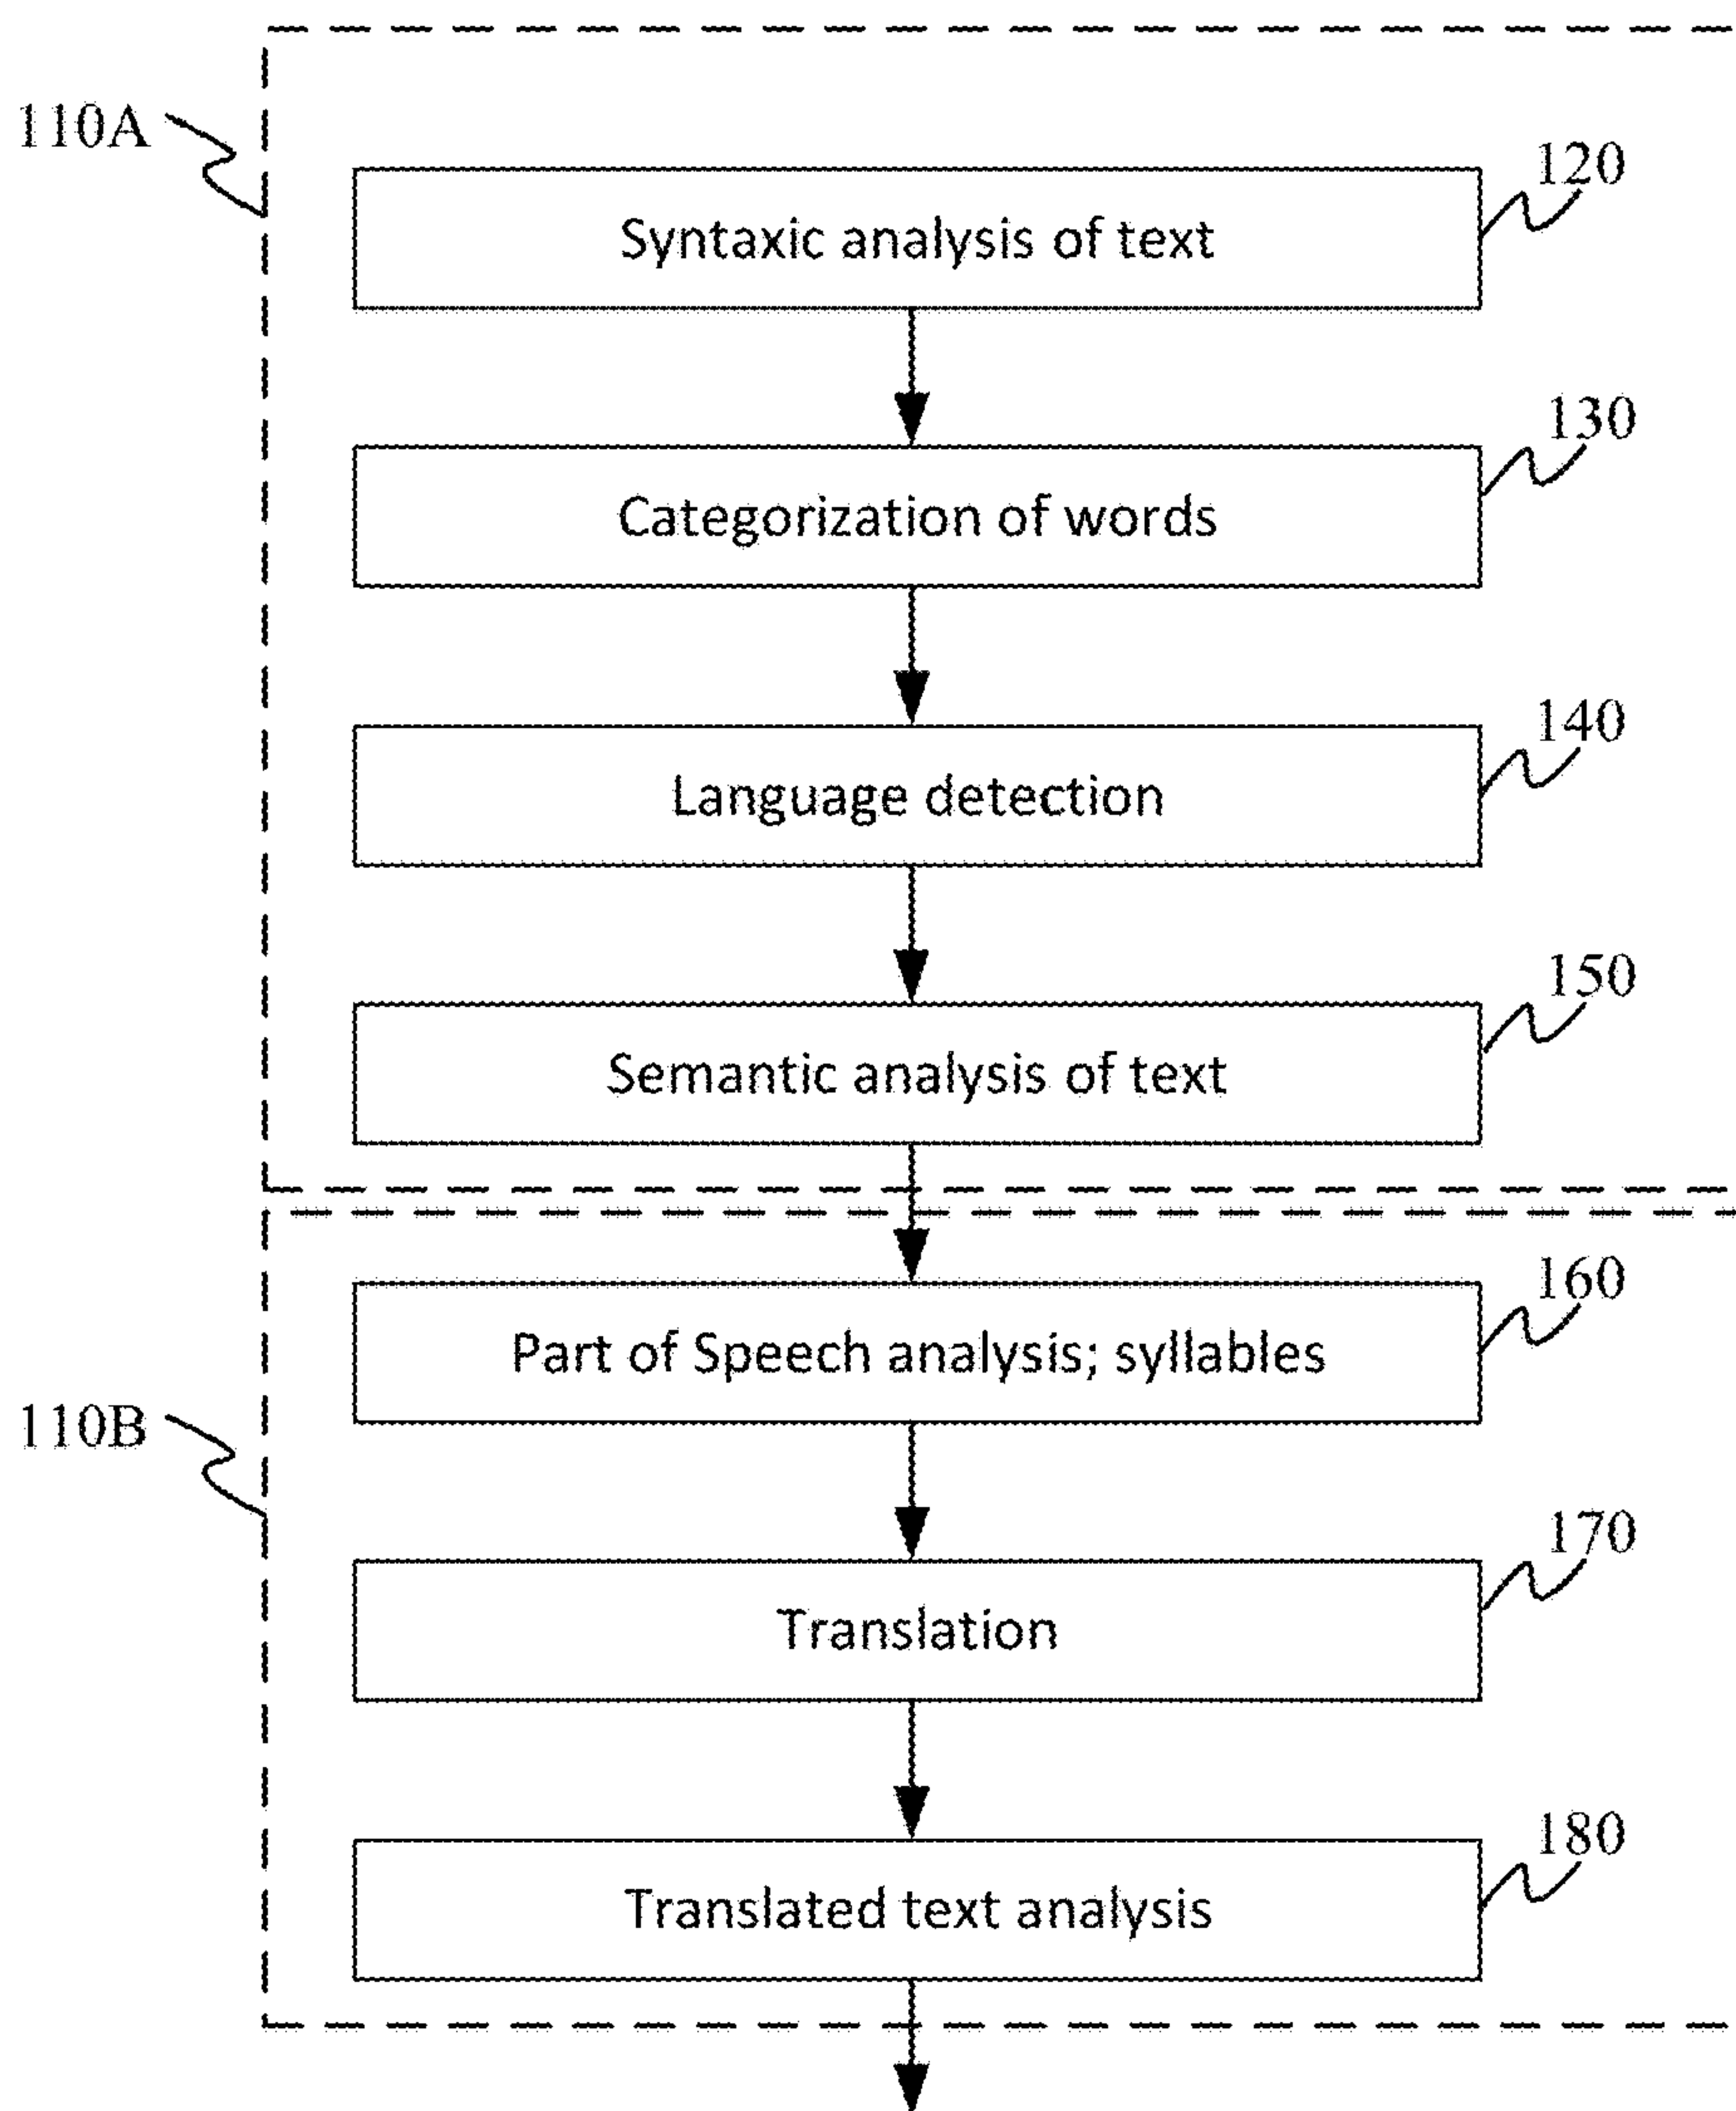 110A
120
Syntaxic analysis of text
130
Categorization of words
140
Language detection
150
Semantic analysis of text
160
Part of Speech analysis; syllables
110B
170
Translation
180
Translated text analysis